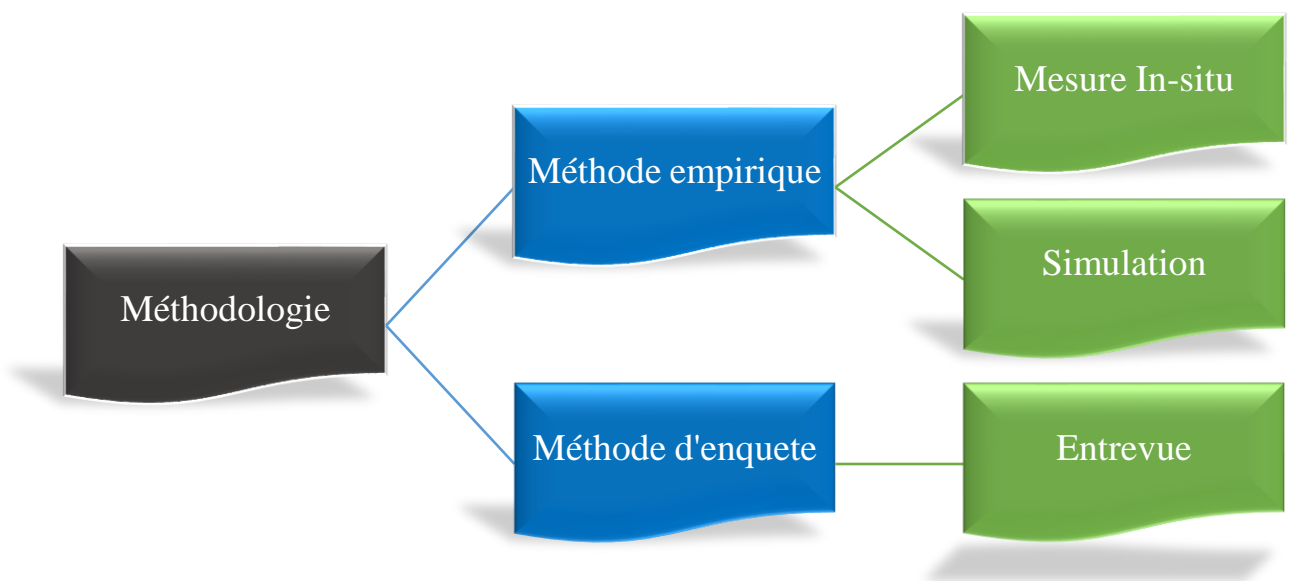 Méthodologie
Méthode empirique
Mesure In-situ
Simulation
Méthode d'enquete
Entrevue